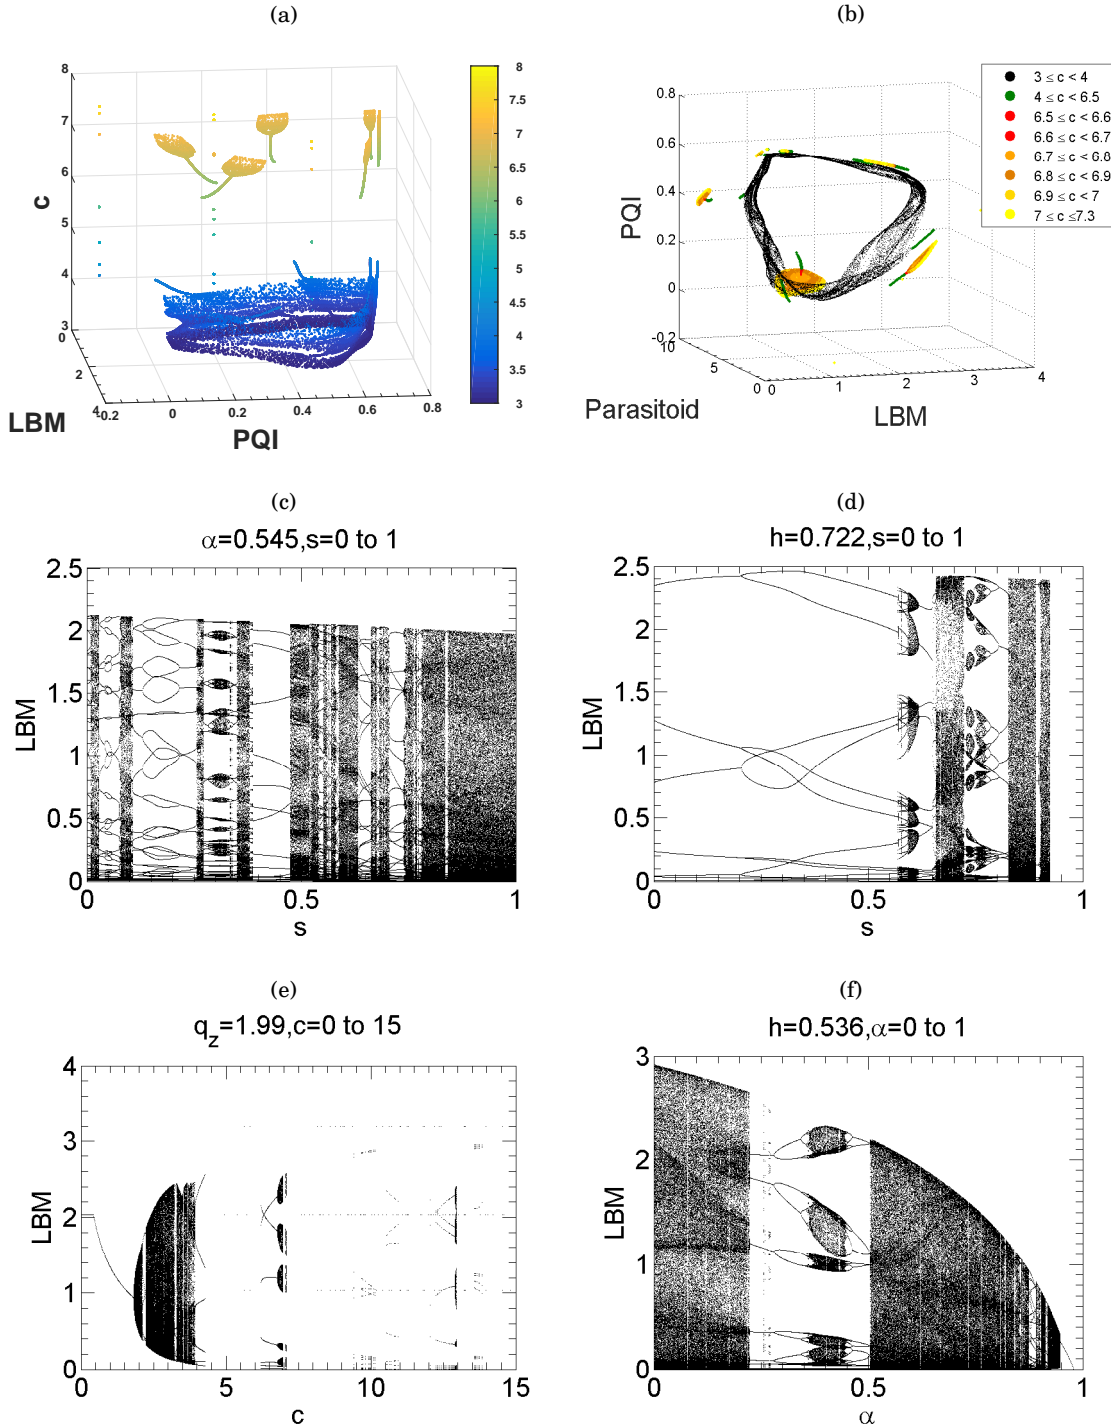 (a)
8
7
6
5
4
3
c
0
2
4
-0.2
0
0.2
0.4
0.6
0.8
LBM
PQI
8
7.5
7
6.5
6
5.5
5
4.5
4
3.5
3
(b)
0.8
0.6
0.4
0.2
0
-0.2
PQI
10
5
0
0
1
2
3
4
Parasitoid
LBM
3 ≤ c < 4
4 ≤ c < 6.5
6.5 ≤ c < 6.6
6.6 ≤ c < 6.7
6.7 ≤ c < 6.8
6.8 ≤ c < 6.9
6.9 ≤ c < 7
7 ≤ c ≤7.3
(c)
α=0.545,s=0 to 1
2.5
2
1.5
1
0.5
0
LBM
0
0.5
1
s
(d)
h=0.722,s=0 to 1
2.5
2
1.5
1
0.5
0
LBM
0
0.5
1
s
(e)
q_z=1.99,c=0 to 15
4
3
2
1
0
LBM
0
5
10
15
c
(f)
h=0.536,α=0 to 1
3
2
1
0
LBM
0
0.5
1
α